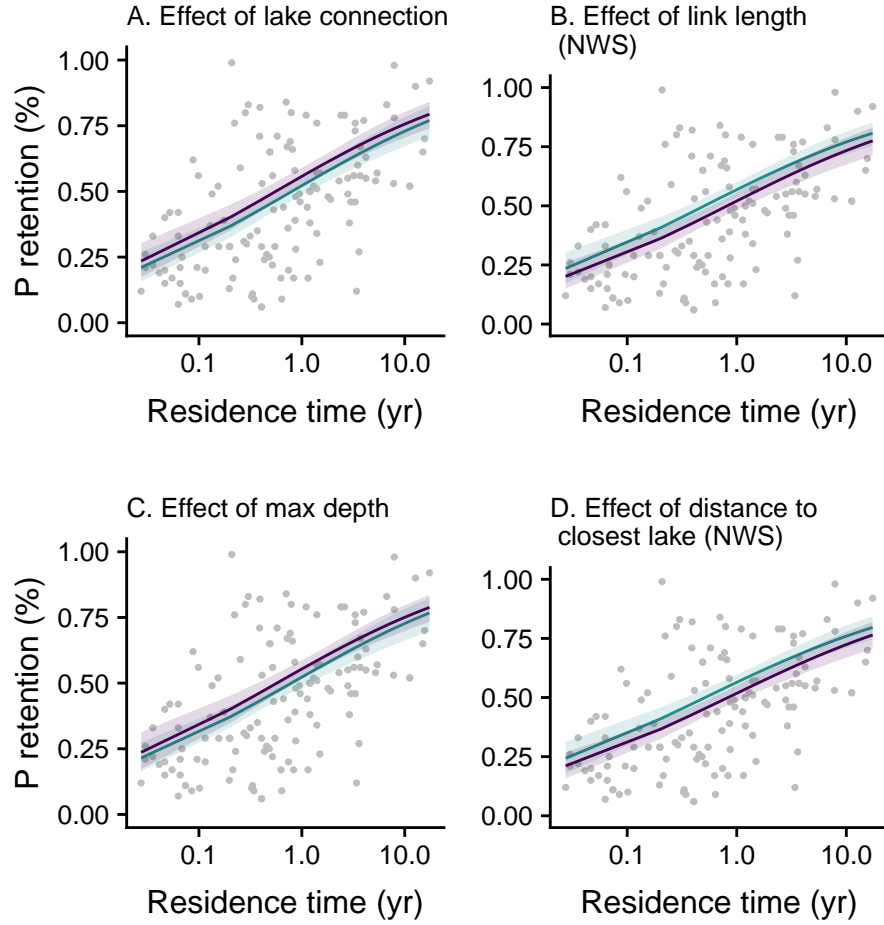 A. Effect of lake connection
1.00
0.75
0.50
0.25
0.00
P retention (%)
0.1 1.0 10.0
Residence time (yr)
B. Effect of link length
(NWS)
1.00
0.75
0.50
0.25
0.00
0.1 1.0 10.0
Residence time (yr)
C. Effect of max depth
1.00
0.75
0.50
0.25
0.00
P retention (%)
0.1 1.0 10.0
Residence time (yr)
D. Effect of distance to
closest lake (NWS)
1.00
0.75
0.50
0.25
0.00
0.1 1.0 10.0
Residence time (yr)